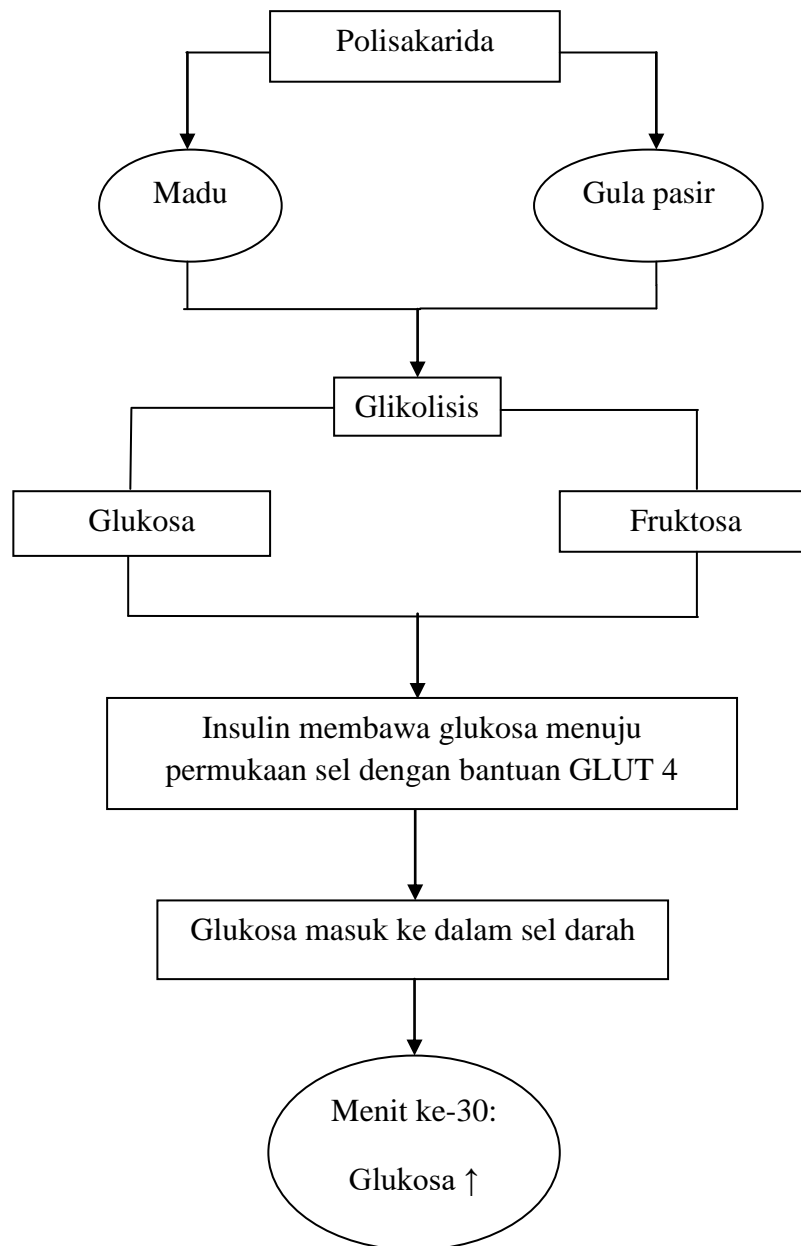 Polisakarida
Madu
Gula pasir
Glikolisis
Glukosa
Fruktosa
Insulin membawa glukosa menuju
permukaan sel dengan bantuan GLUT 4
Glukosa masuk ke dalam sel darah
Menit ke-30:
Glukosa ↑